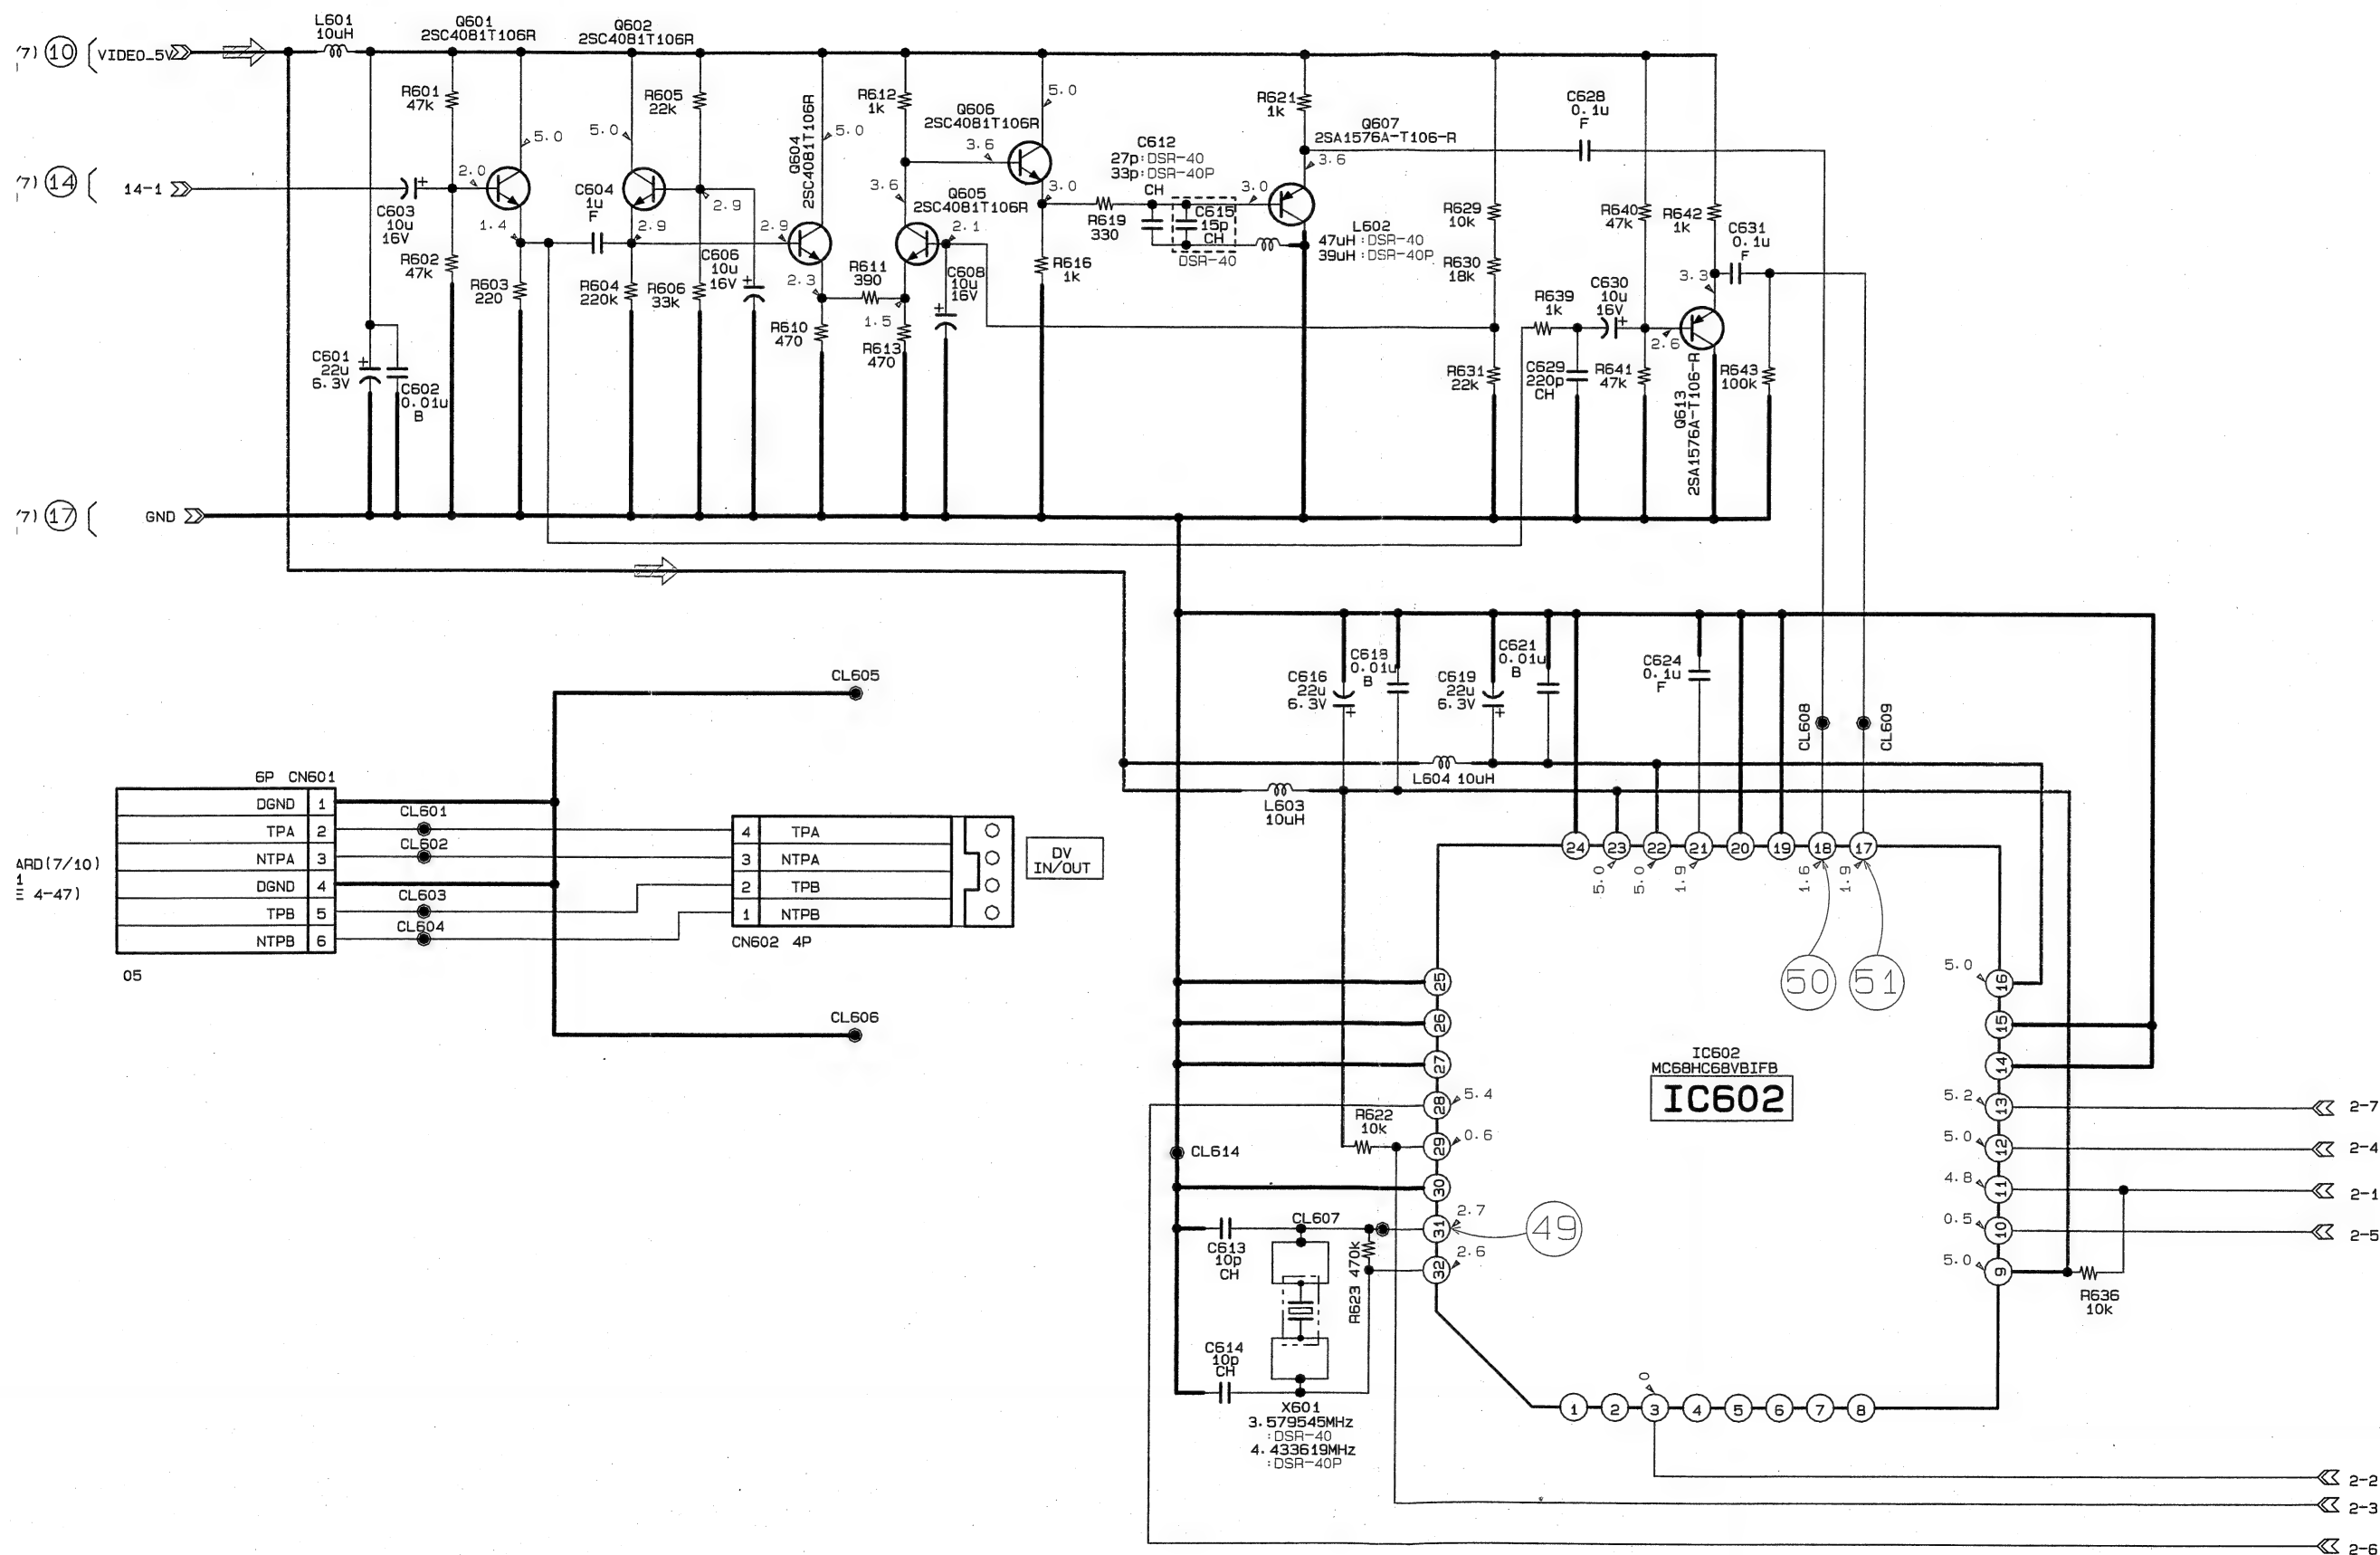 7) 10 ( VIDEO_5V
L601
10uH
Q601
2SC4081T106R
Q602
2SC4081T106R
R601
47k
5.0
2.0
7) 14 ( 14-1
C603
10u
16V
+
1.4
R602
47k
R603
220
C601
22u
6.3V
+
C602
0.01u
B
7) 17 ( GND
5.0
R605
22k
C604
1u
F
2.9
2.9
R604
220k
R606
33k
C606
10u
16V
+
Q604
2SC4081T106R
5.0
2.9
2.3
R610
470
R611
390
R612
1k
3.6
Q605
2SC4081T106R
2.1
1.5
R613
470
C608
10u
16V
+
Q606
2SC4081T106R
5.0
3.6
3.0
R616
1k
R619
330
C612
27p:DSR-40
33p:DSR-40P
CH
C615
15p
CH
DSR-40
3.0
R621
1k
Q607
2SA1576A-T106-R
3.6
L602
47uH:DSR-40
39uH:DSR-40P
C628
0.1u
F
R629
10k
R630
18k
R631
22k
R639
1k
C629
220p
CH
C630
10u
16V
+
R640
47k
R641
47k
2.6
R642
1k
3.3
Q613
2SA1576A-T106-R
C631
0.1u
F
R643
100k
CL605
6P CN601
DGND 1
TPA 2
NTPA 3
DGND 4
TPB 5
NTPB 6
ARD(7/10)
1
E 4-47)
05
CL601
CL602
CL603
CL604
4 TPA
3 NTPA
2 TPB
1 NTPB
CN602 4P
DV
IN/OUT
CL606
C616
22u
6.3V
+
C618
0.01u
B
C619
22u
6.3V
+
C621
0.01u
B
C624
0.1u
F
CL608
CL609
L604 10uH
L603
10uH
24 23 22 21 20 19 18 17
5.0 5.0 1.9 1.6 1.9
50 51
25
26
27
28 5.4
29 0.6
30
31 2.7
32 2.6
49
5.0 16
15
14
5.2 13
5.0 12
4.8 11
0.5 10
5.0 9
IC602
MC68HC68VBIFB
IC602
R622
10k
CL614
CL607
C613
10p
CH
R623 470k
C614
10p
CH
X601
3.579545MHz
:DSR-40
4.433619MHz
:DSR-40P
0
1 2 3 4 5 6 7 8
R636
10k
2-7
2-4
2-1
2-5
2-2
2-3
2-6